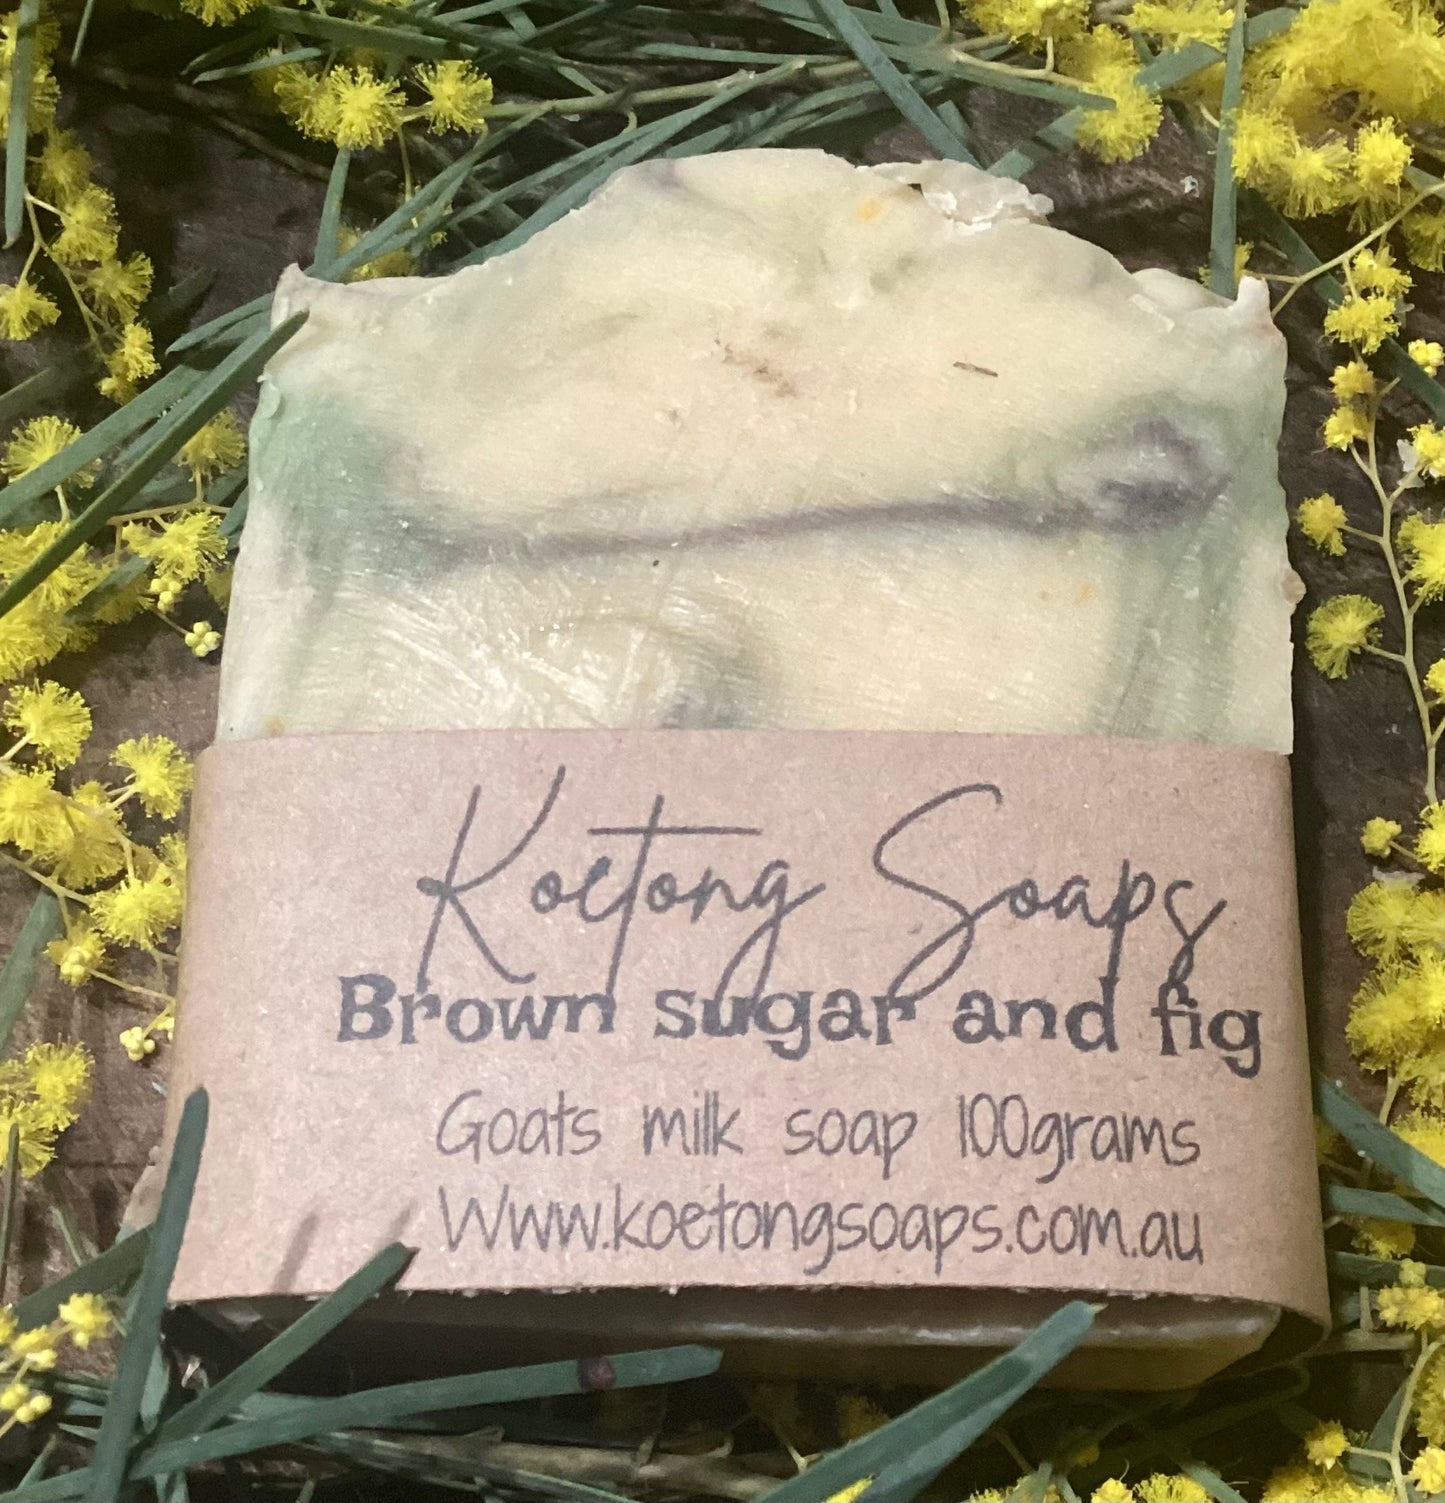 Koetong Soaps
Brown sugar and fig
Goats milk soap 100grams
Www.koetongsoaps.com.au